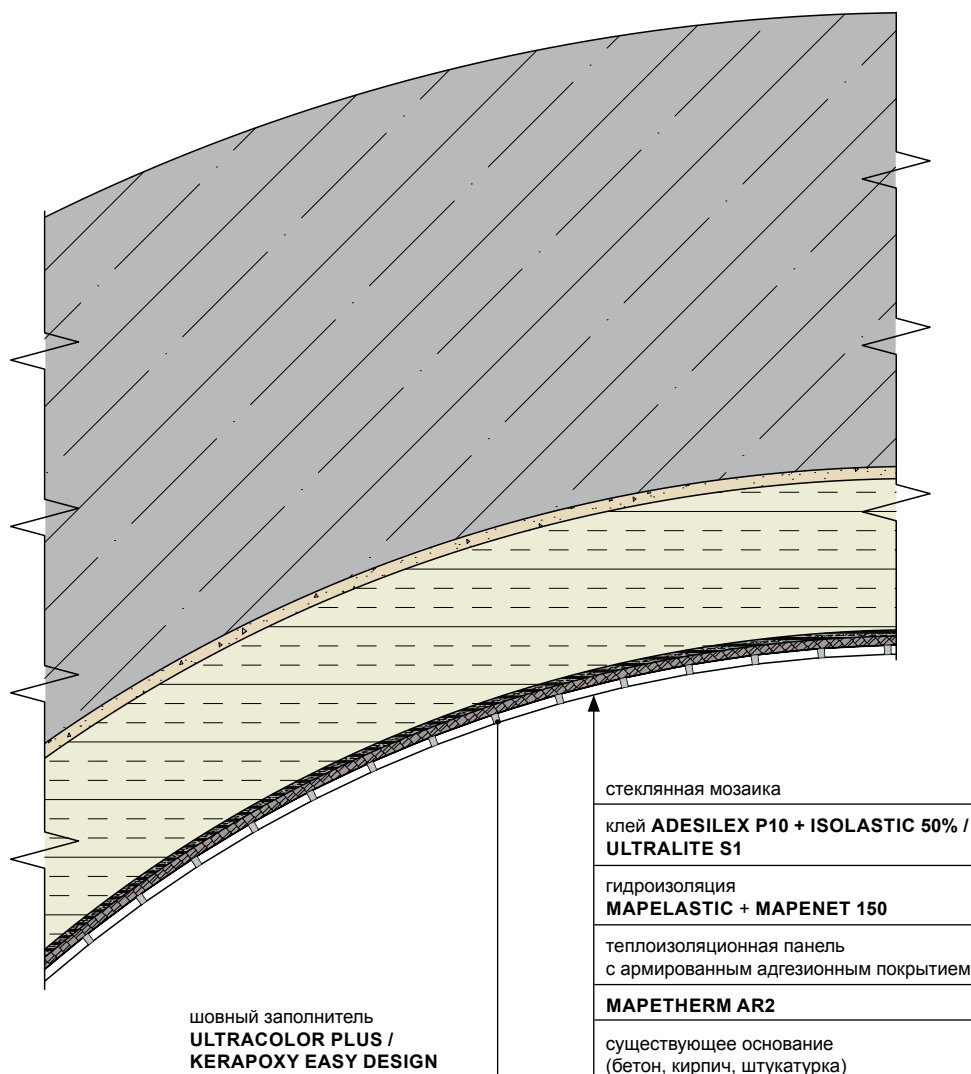 стеклянная мозаика
клей ADESILEX P10 + ISOLASTIC 50% /
ULTRALITE S1
гидроизоляция
MAPELASTIC + MAPENET 150
теплоизоляционная панель
с армированным адгезионным покрытием
MAPETHERM AR2
существующее основание
(бетон, кирпич, штукатурка)
шовный заполнитель
ULTRACOLOR PLUS /
KERAPOXY EASY DESIGN